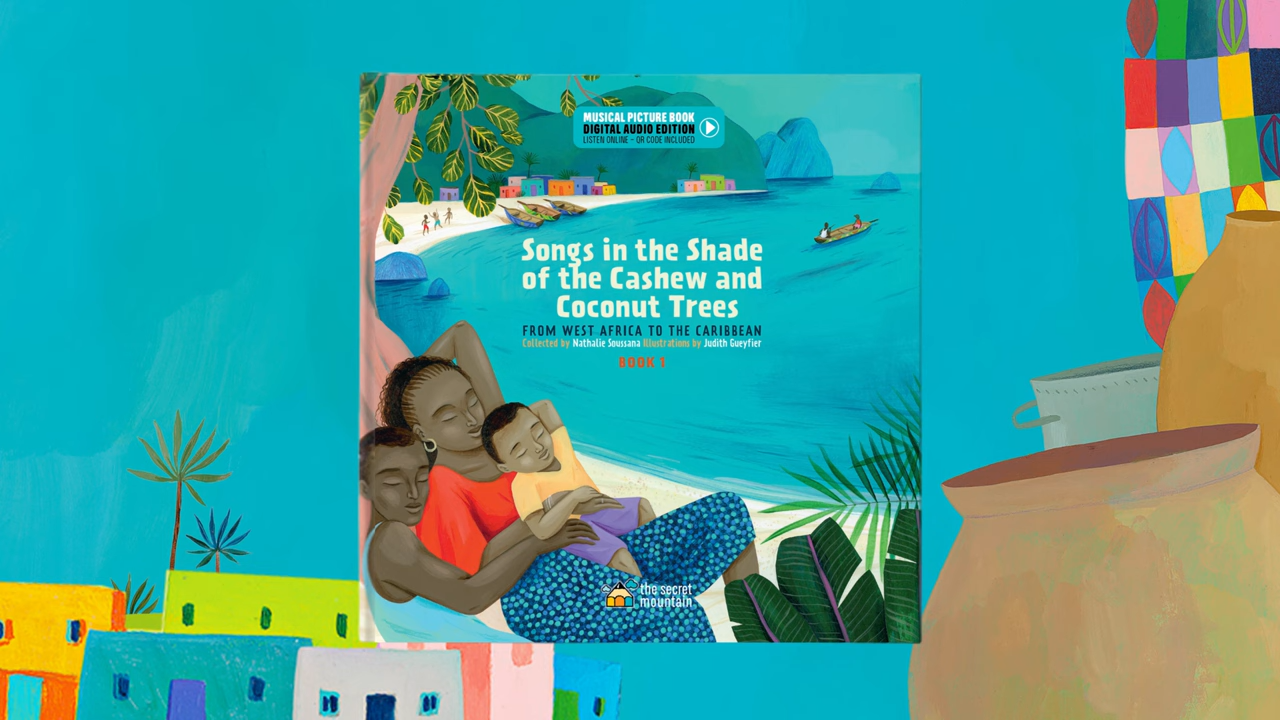 MUSICAL PICTURE BOOK
DIGITAL AUDIO EDITION
LISTEN ONLINE - QR CODE INCLUDED
Songs in the Shade
of the Cashew and
Coconut Trees
FROM WEST AFRICA TO THE CARIBBEAN
Collected by Nathalie Soussana Illustrations by Judith Gueyfier
BOOK 1
the secret
mountain